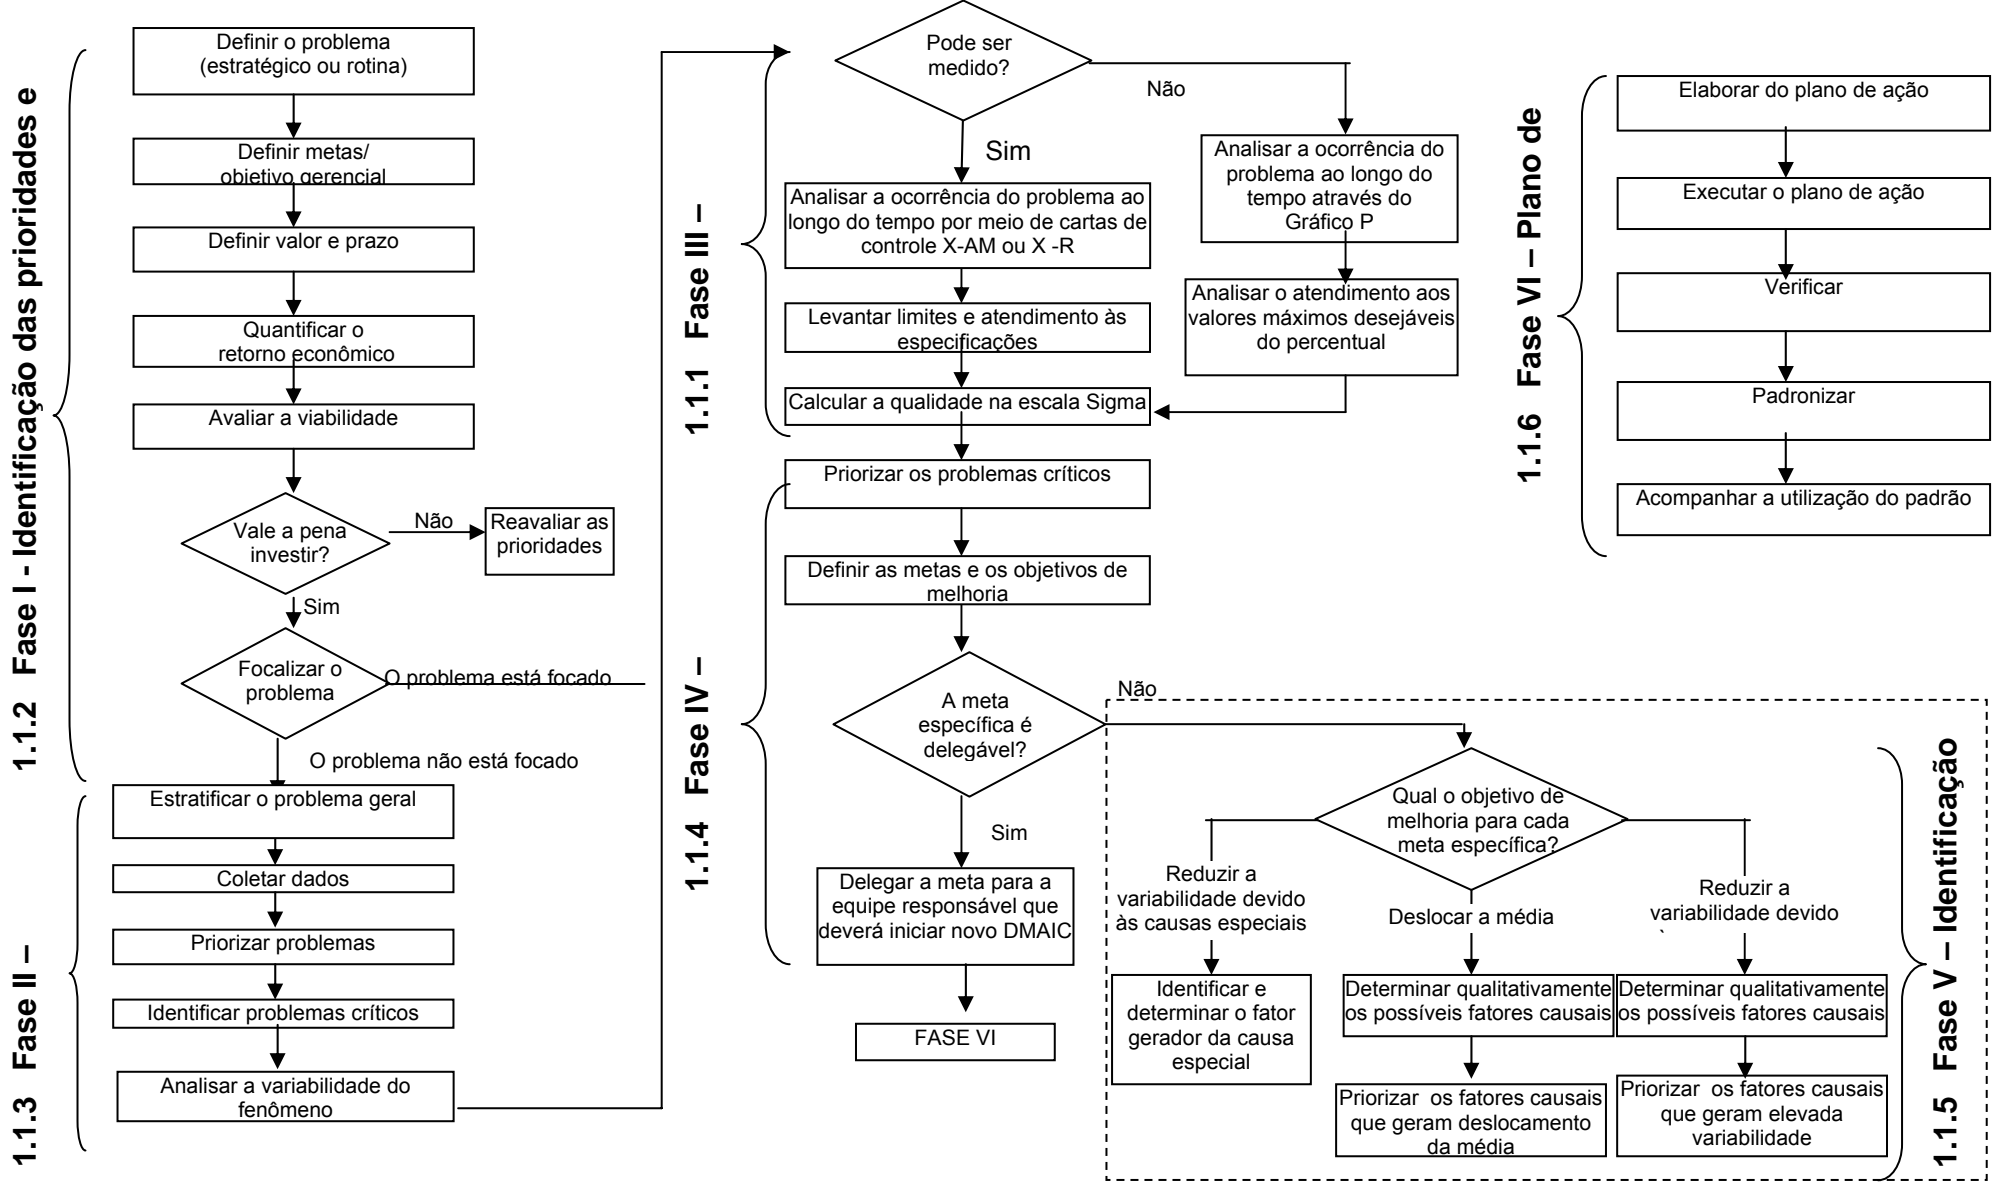 1.1.2 Fase I - Identificação das prioridades e
Definir o problema
(estratégico ou rotina)
Definir metas/
objetivo gerencial
Definir valor e prazo
Quantificar o
retorno econômico
Avaliar a viabilidade
Vale a pena
investir?
Não
Reavaliar as
prioridades
Sim
Focalizar o
problema
O problema está focado
O problema não está focado
1.1.3 Fase II –
Estratificar o problema geral
Coletar dados
Priorizar problemas
Identificar problemas críticos
Analisar a variabilidade do
fenômeno
1.1.1 Fase III –
Pode ser
medido?
Não
Sim
Analisar a ocorrência do problema ao
longo do tempo por meio de cartas de
controle X-AM ou X -R
Levantar limites e atendimento às
especificações
Calcular a qualidade na escala Sigma
Analisar a ocorrência do
problema ao longo do
tempo através do
Gráfico P
Analisar o atendimento aos
valores máximos desejáveis
do percentual
1.1.4 Fase IV –
Priorizar os problemas críticos
Definir as metas e os objetivos de
melhoria
A meta
específica é
delegável?
Não
Sim
Delegar a meta para a
equipe responsável que
deverá iniciar novo DMAIC
FASE VI
1.1.5 Fase V – Identificação
Qual o objetivo de
melhoria para cada
meta específica?
Reduzir a
variabilidade devido
às causas especiais
Deslocar a média
Reduzir a
variabilidade devido
Identificar e
determinar o fator
gerador da causa
especial
Determinar qualitativamente
os possíveis fatores causais
Priorizar os fatores causais
que geram deslocamento
da média
Determinar qualitativamente
os possíveis fatores causais
Priorizar os fatores causais
que geram elevada
variabilidade
1.1.6 Fase VI – Plano de
Elaborar do plano de ação
Executar o plano de ação
Verificar
Padronizar
Acompanhar a utilização do padrão